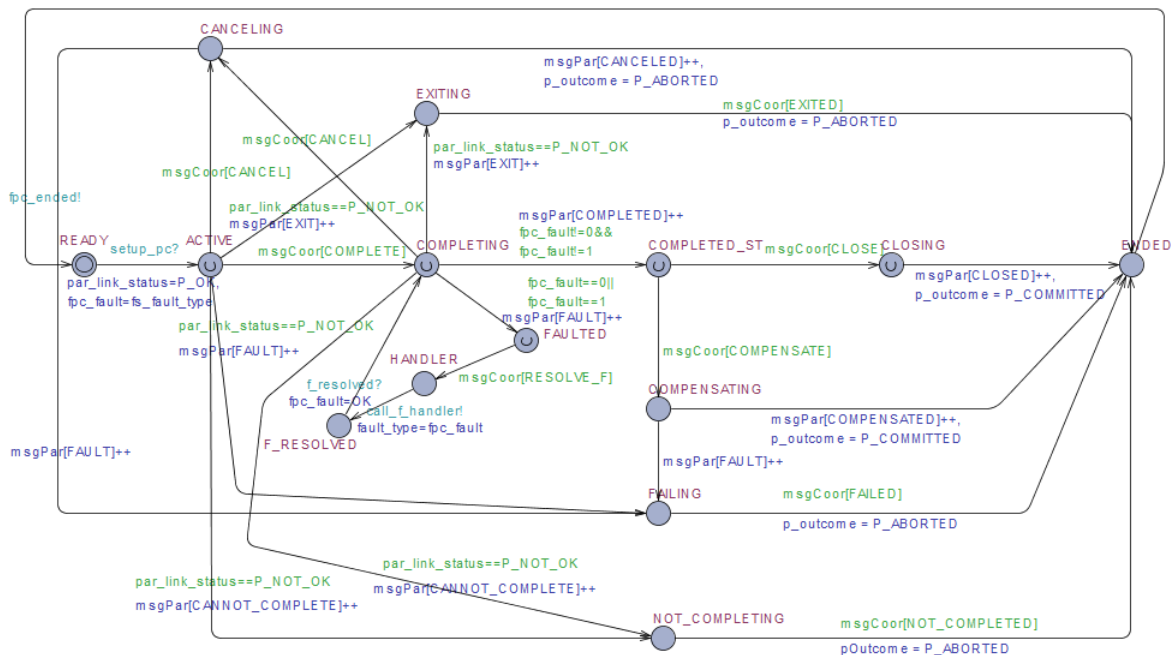 CANCELING
msgPar[CANCELED]++,
p_outcome = P_ABORTED
EXITING
msgCoor[EXITED]
p_outcome = P_ABORTED
msgCoor[CANCEL]
par_link_status==P_NOT_OK
msgPar[EXIT]++
msgCoor[CANCEL]
fpc_ended!
par_link_status==P_NOT_OK
msgPar[EXIT]++
msgPar[COMPLETED]++
fpc_fault!=0&&
fpc_fault!=1
READY
setup_pc?
ACTIVE
msgCoor[COMPLETE]
COMPLETING
COMPLETED_ST
msgCoor[CLOSE]
CLOSING
ENDED
par_link_status=P_OK,
fpc_fault=fs_fault_type
fpc_fault==0||
fpc_fault==1
msgPar[FAULT]++
msgPar[CLOSED]++,
p_outcome = P_COMMITTED
par_link_status==P_NOT_OK
msgPar[FAULT]++
FAULTED
HANDLER
msgCoor[RESOLVE_F]
msgCoor[COMPENSATE]
f_resolved?
fpc_fault=OK
call_f_handler!
fault_type=fpc_fault
F_RESOLVED
COMPENSATING
msgPar[COMPENSATED]++,
p_outcome = P_COMMITTED
msgPar[FAULT]++
msgPar[FAULT]++
FAILING
msgCoor[FAILED]
p_outcome = P_ABORTED
par_link_status==P_NOT_OK
msgPar[CANNOT_COMPLETE]++
par_link_status==P_NOT_OK
msgPar[CANNOT_COMPLETE]++
NOT_COMPLETING
msgCoor[NOT_COMPLETED]
pOutcome = P_ABORTED